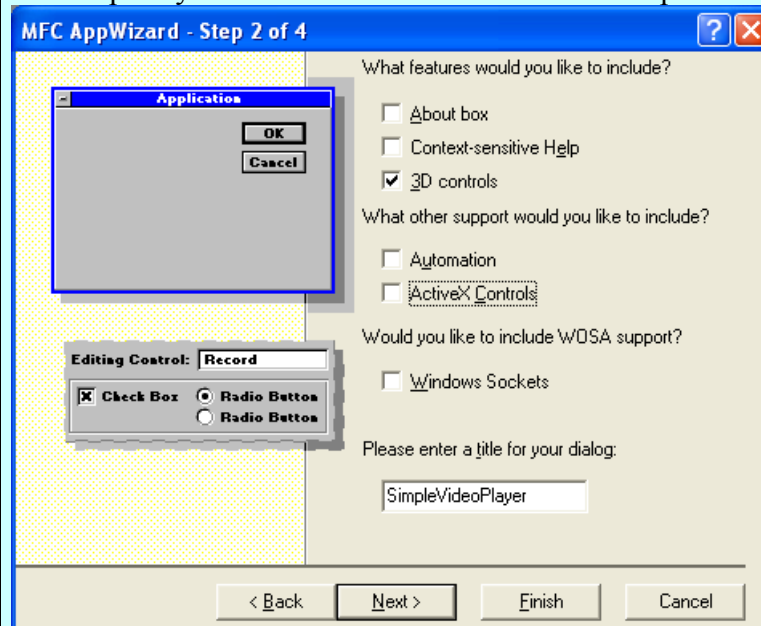 MFC AppWizard - Step 2 of 4
Application
OK
Cancel
Editing Control: Record
Check Box Radio Button
Radio Button
What features would you like to include?
About box
Context-sensitive Help
3D controls
What other support would you like to include?
Automation
ActiveX Controls
Would you like to include WOSA support?
Windows Sockets
Please enter a title for your dialog:
SimpleVideoPlayer
< Back Next > Finish Cancel